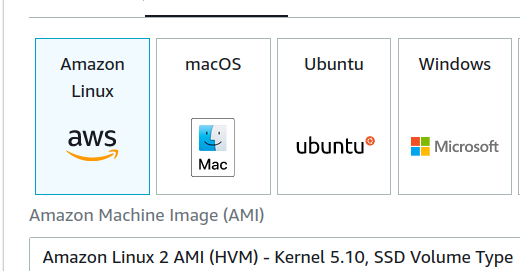 Amazon Linux
macOS
Ubuntu
Windows
aws
Mac
ubuntu
Microsoft
Amazon Machine Image (AMI)
Amazon Linux 2 AMI (HVM) - Kernel 5.10, SSD Volume Type